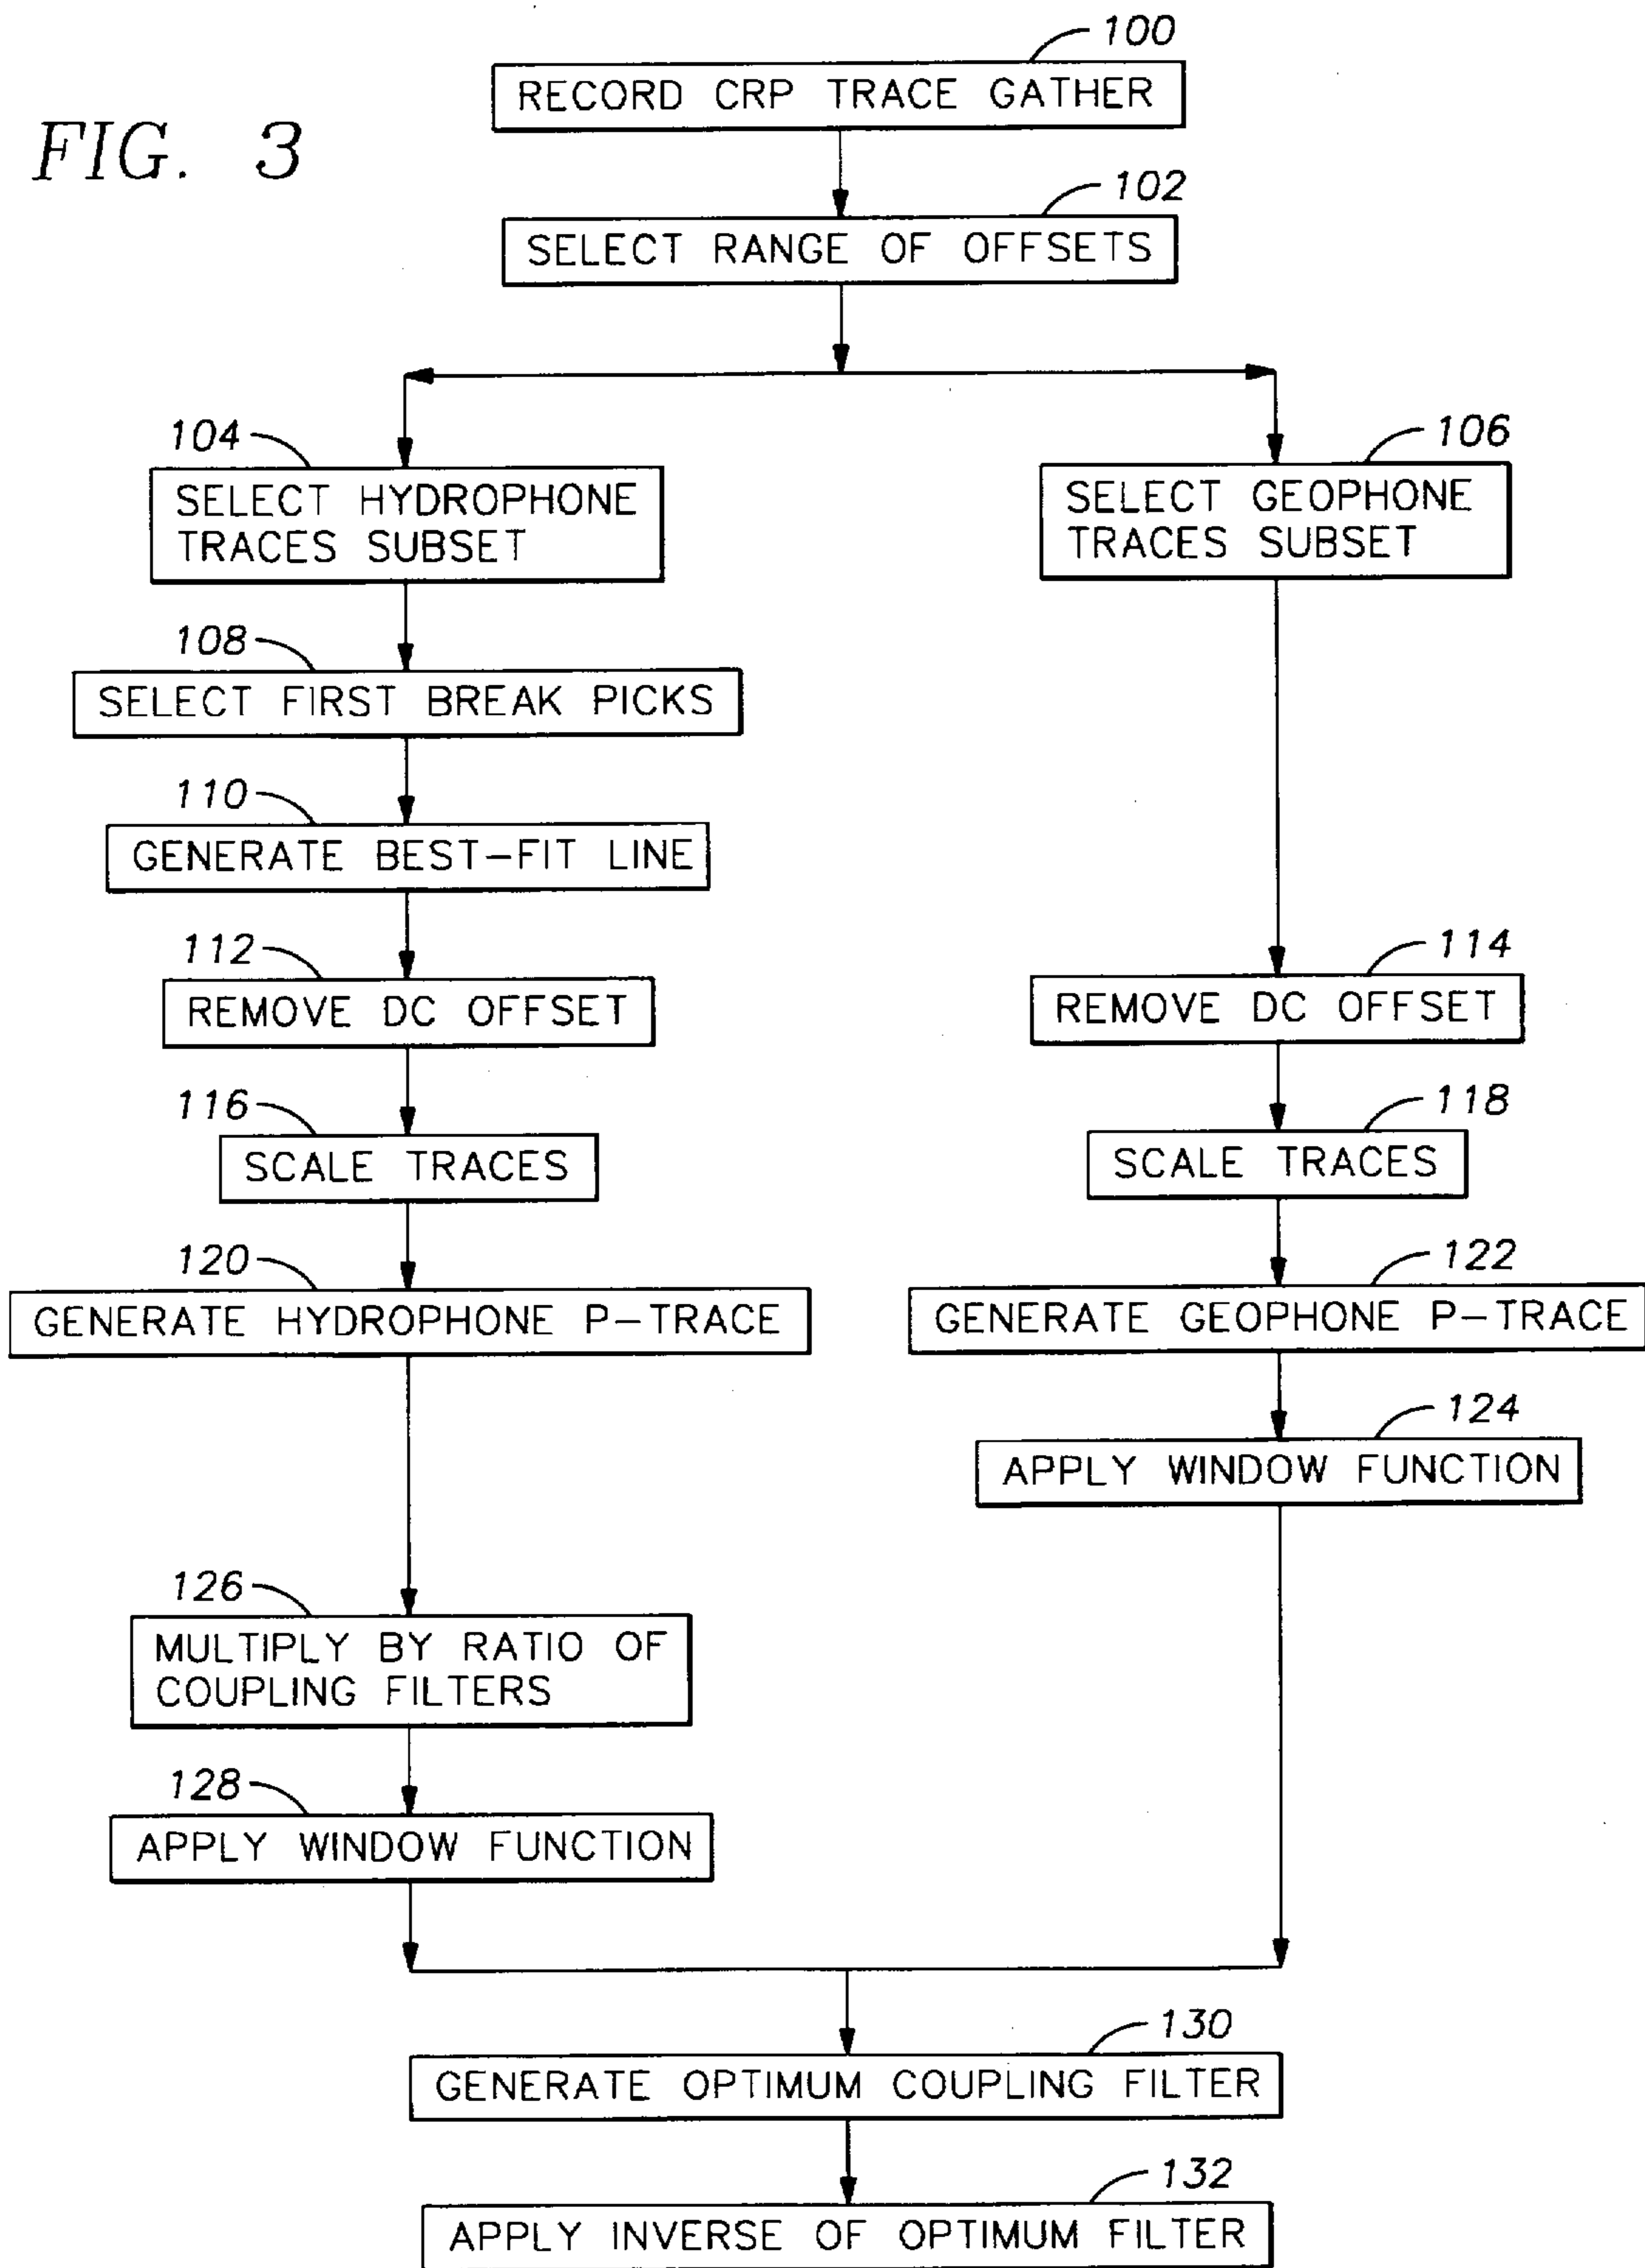 FIG. 3
100
RECORD CRP TRACE GATHER
102
SELECT RANGE OF OFFSETS
104
SELECT HYDROPHONE
TRACES SUBSET
106
SELECT GEOPHONE
TRACES SUBSET
108
SELECT FIRST BREAK PICKS
110
GENERATE BEST-FIT LINE
112
REMOVE DC OFFSET
114
REMOVE DC OFFSET
116
SCALE TRACES
118
SCALE TRACES
120
GENERATE HYDROPHONE P-TRACE
122
GENERATE GEOPHONE P-TRACE
124
APPLY WINDOW FUNCTION
126
MULTIPLY BY RATIO OF
COUPLING FILTERS
128
APPLY WINDOW FUNCTION
130
GENERATE OPTIMUM COUPLING FILTER
132
APPLY INVERSE OF OPTIMUM FILTER